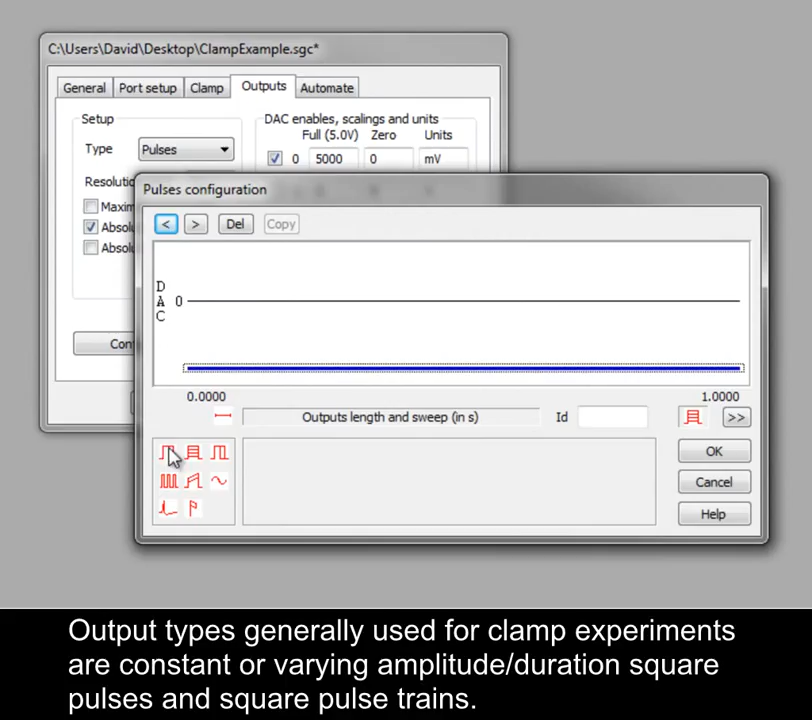 C:\Users\David\Desktop\ClampExample.sgc*
General Port setup Clamp Outputs Automate
Setup
DAC enables, scalings and units
Full (5.0V) Zero Units
Type Pulses
0 5000 0 mV
Pulses configuration
< > Del Copy
D
A 0
C
0.0000 1.0000
Outputs length and sweep (in s) Id >>
OK
Cancel
Help
Output types generally used for clamp experiments
are constant or varying amplitude/duration square
pulses and square pulse trains.